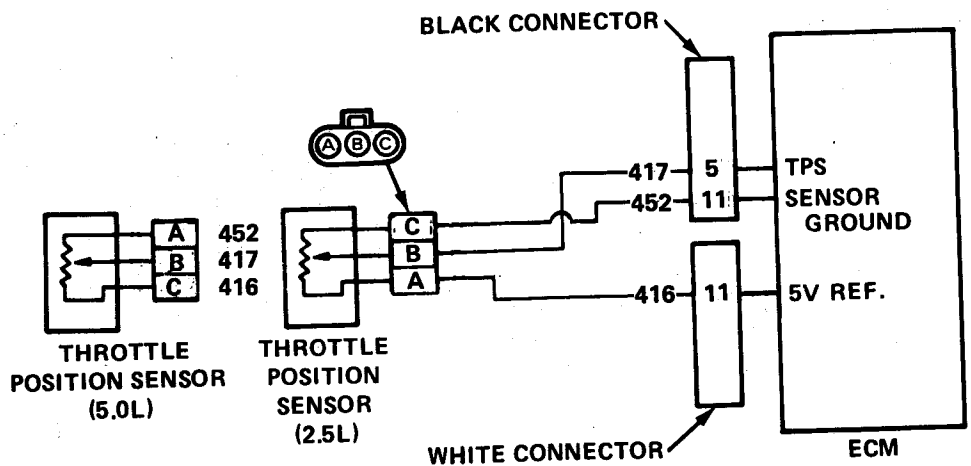 BLACK CONNECTOR
A B C
417 5 TPS
452 11 SENSOR
GROUND
A 452
B 417
C 416
C
B
A
416 11 5V REF.
THROTTLE
POSITION SENSOR
(5.0L)
THROTTLE
POSITION
SENSOR
(2.5L)
WHITE CONNECTOR
ECM